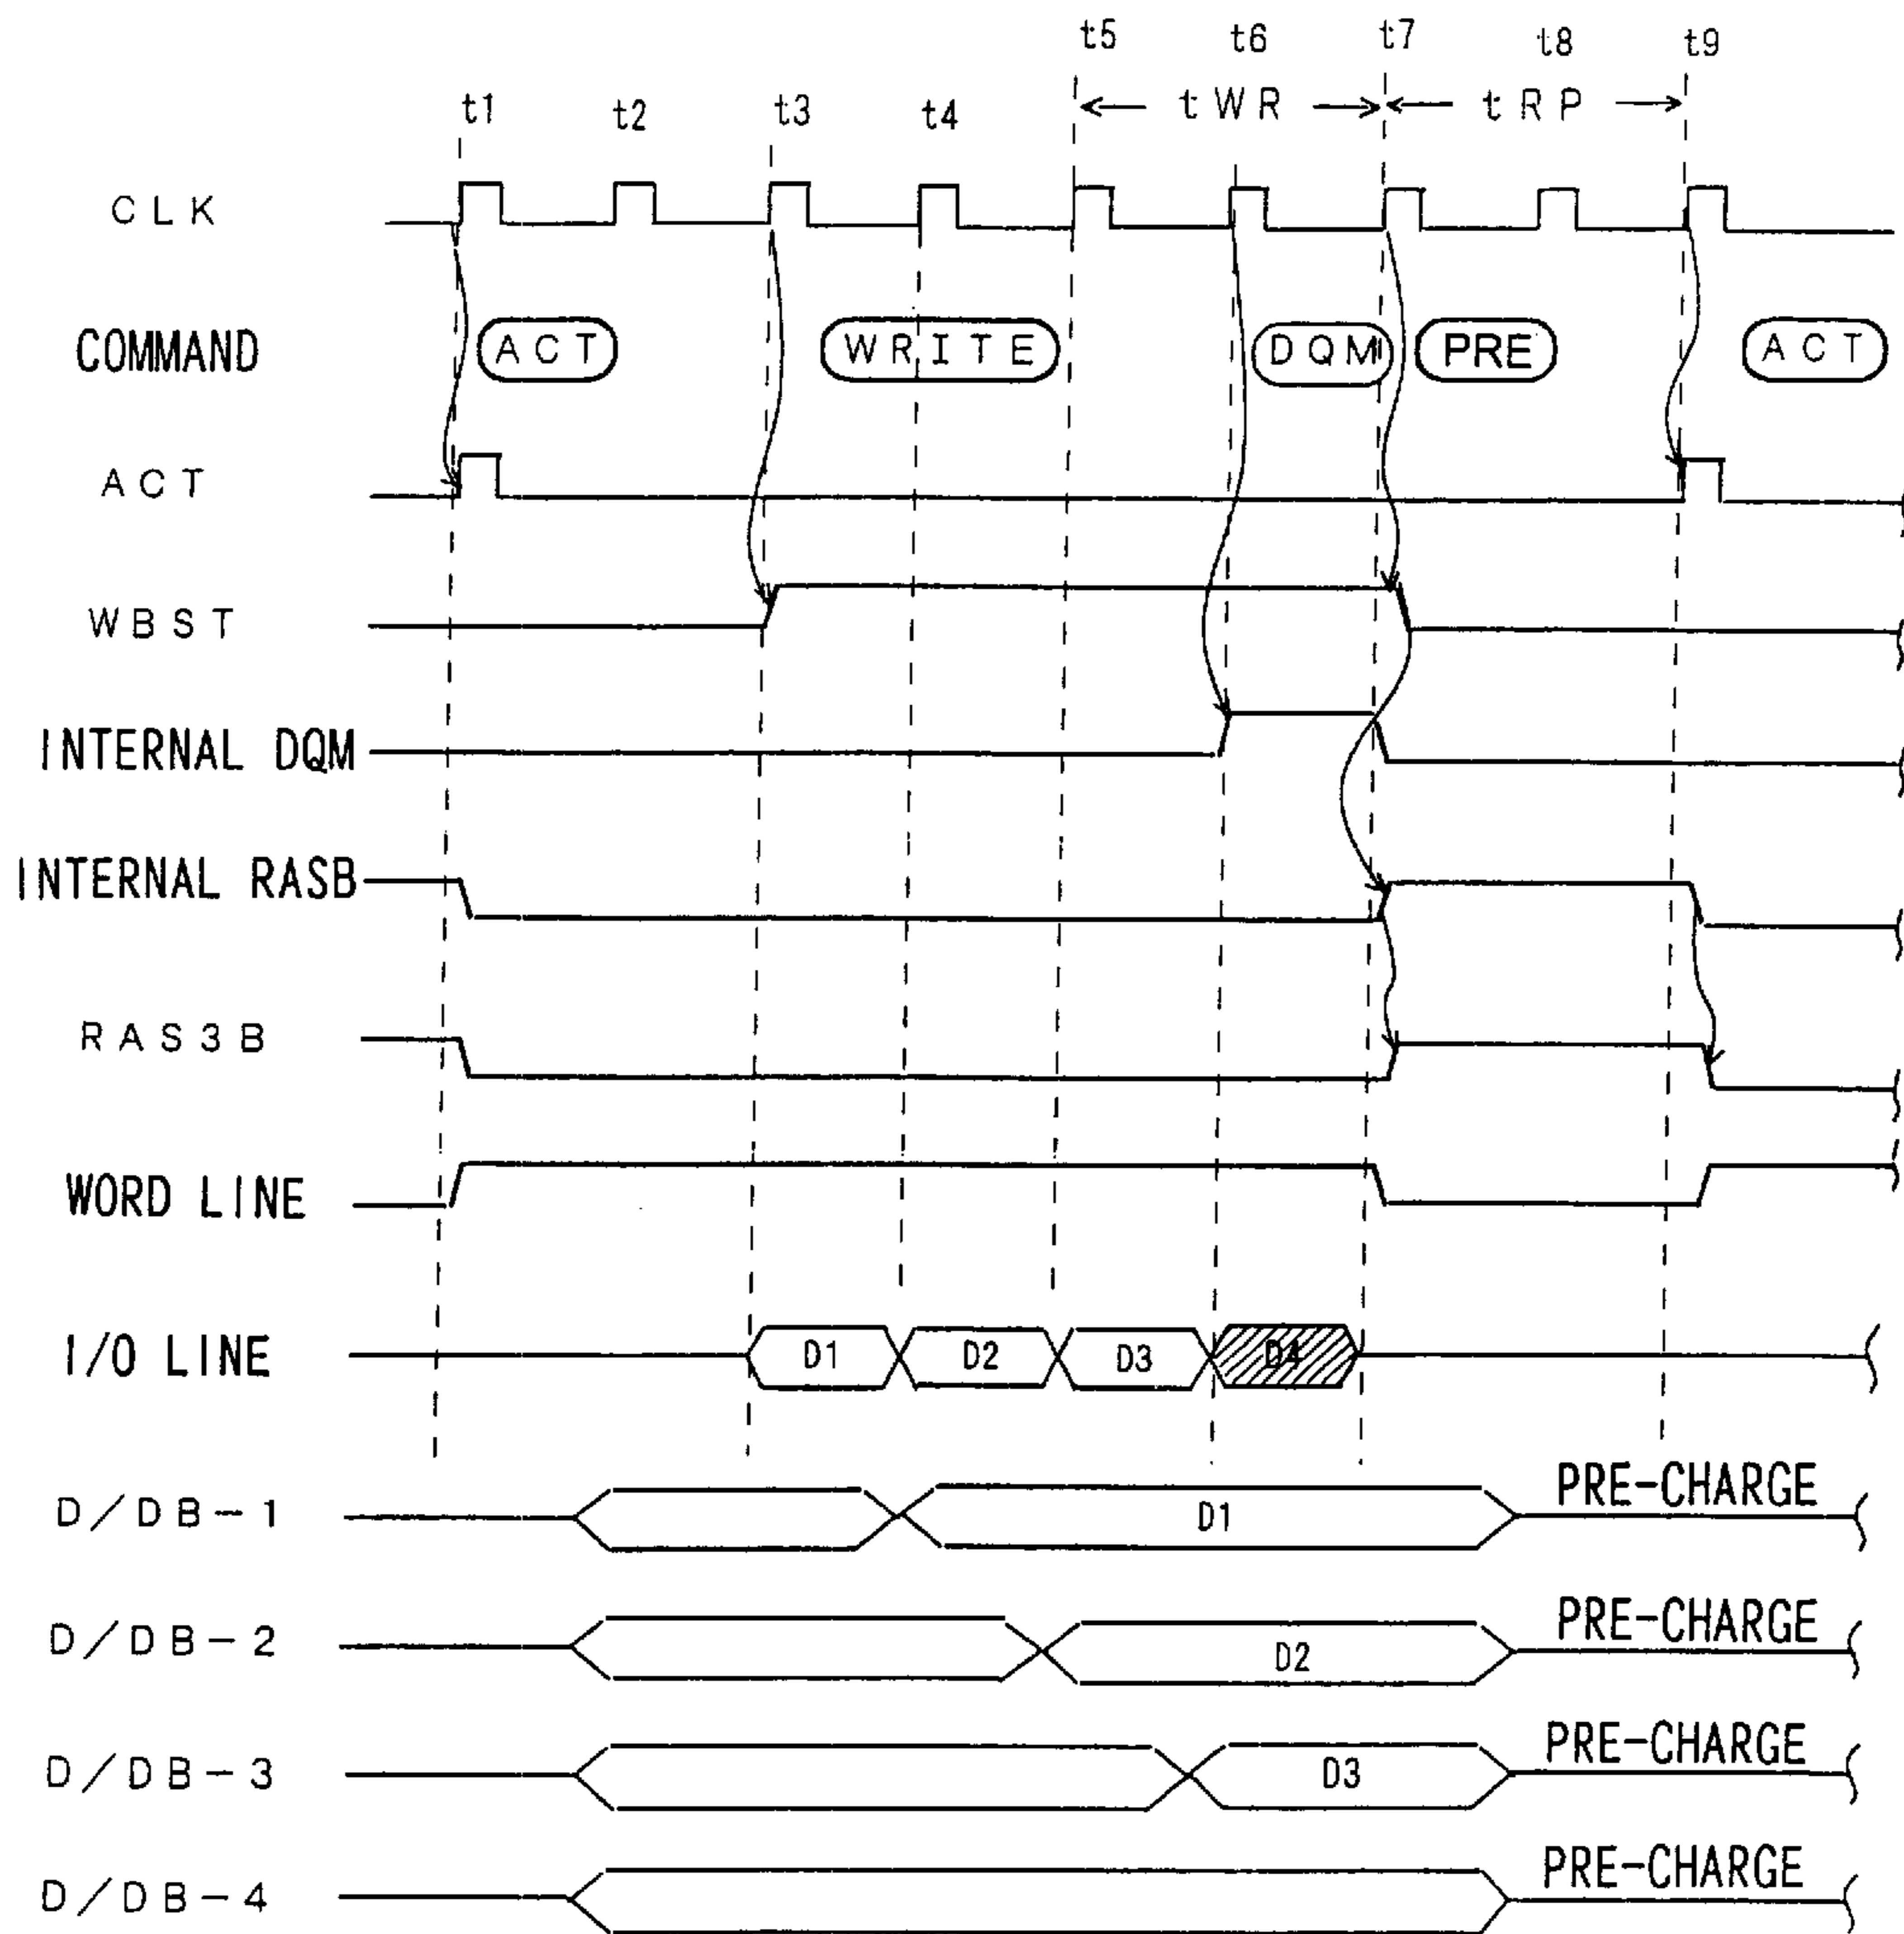 t5 t6 t7 t8 t9
t1 t2 t3 t4 tWR tRP
CLK
COMMAND ACT WRITE DQM PRE ACT
ACT
WBST
INTERNAL DQM
INTERNAL RASB
RAS3B
WORD LINE
I/O LINE D1 D2 D3 D4
PRE-CHARGE
D/DB-1 D1
PRE-CHARGE
D/DB-2 D2
PRE-CHARGE
D/DB-3 D3
PRE-CHARGE
D/DB-4